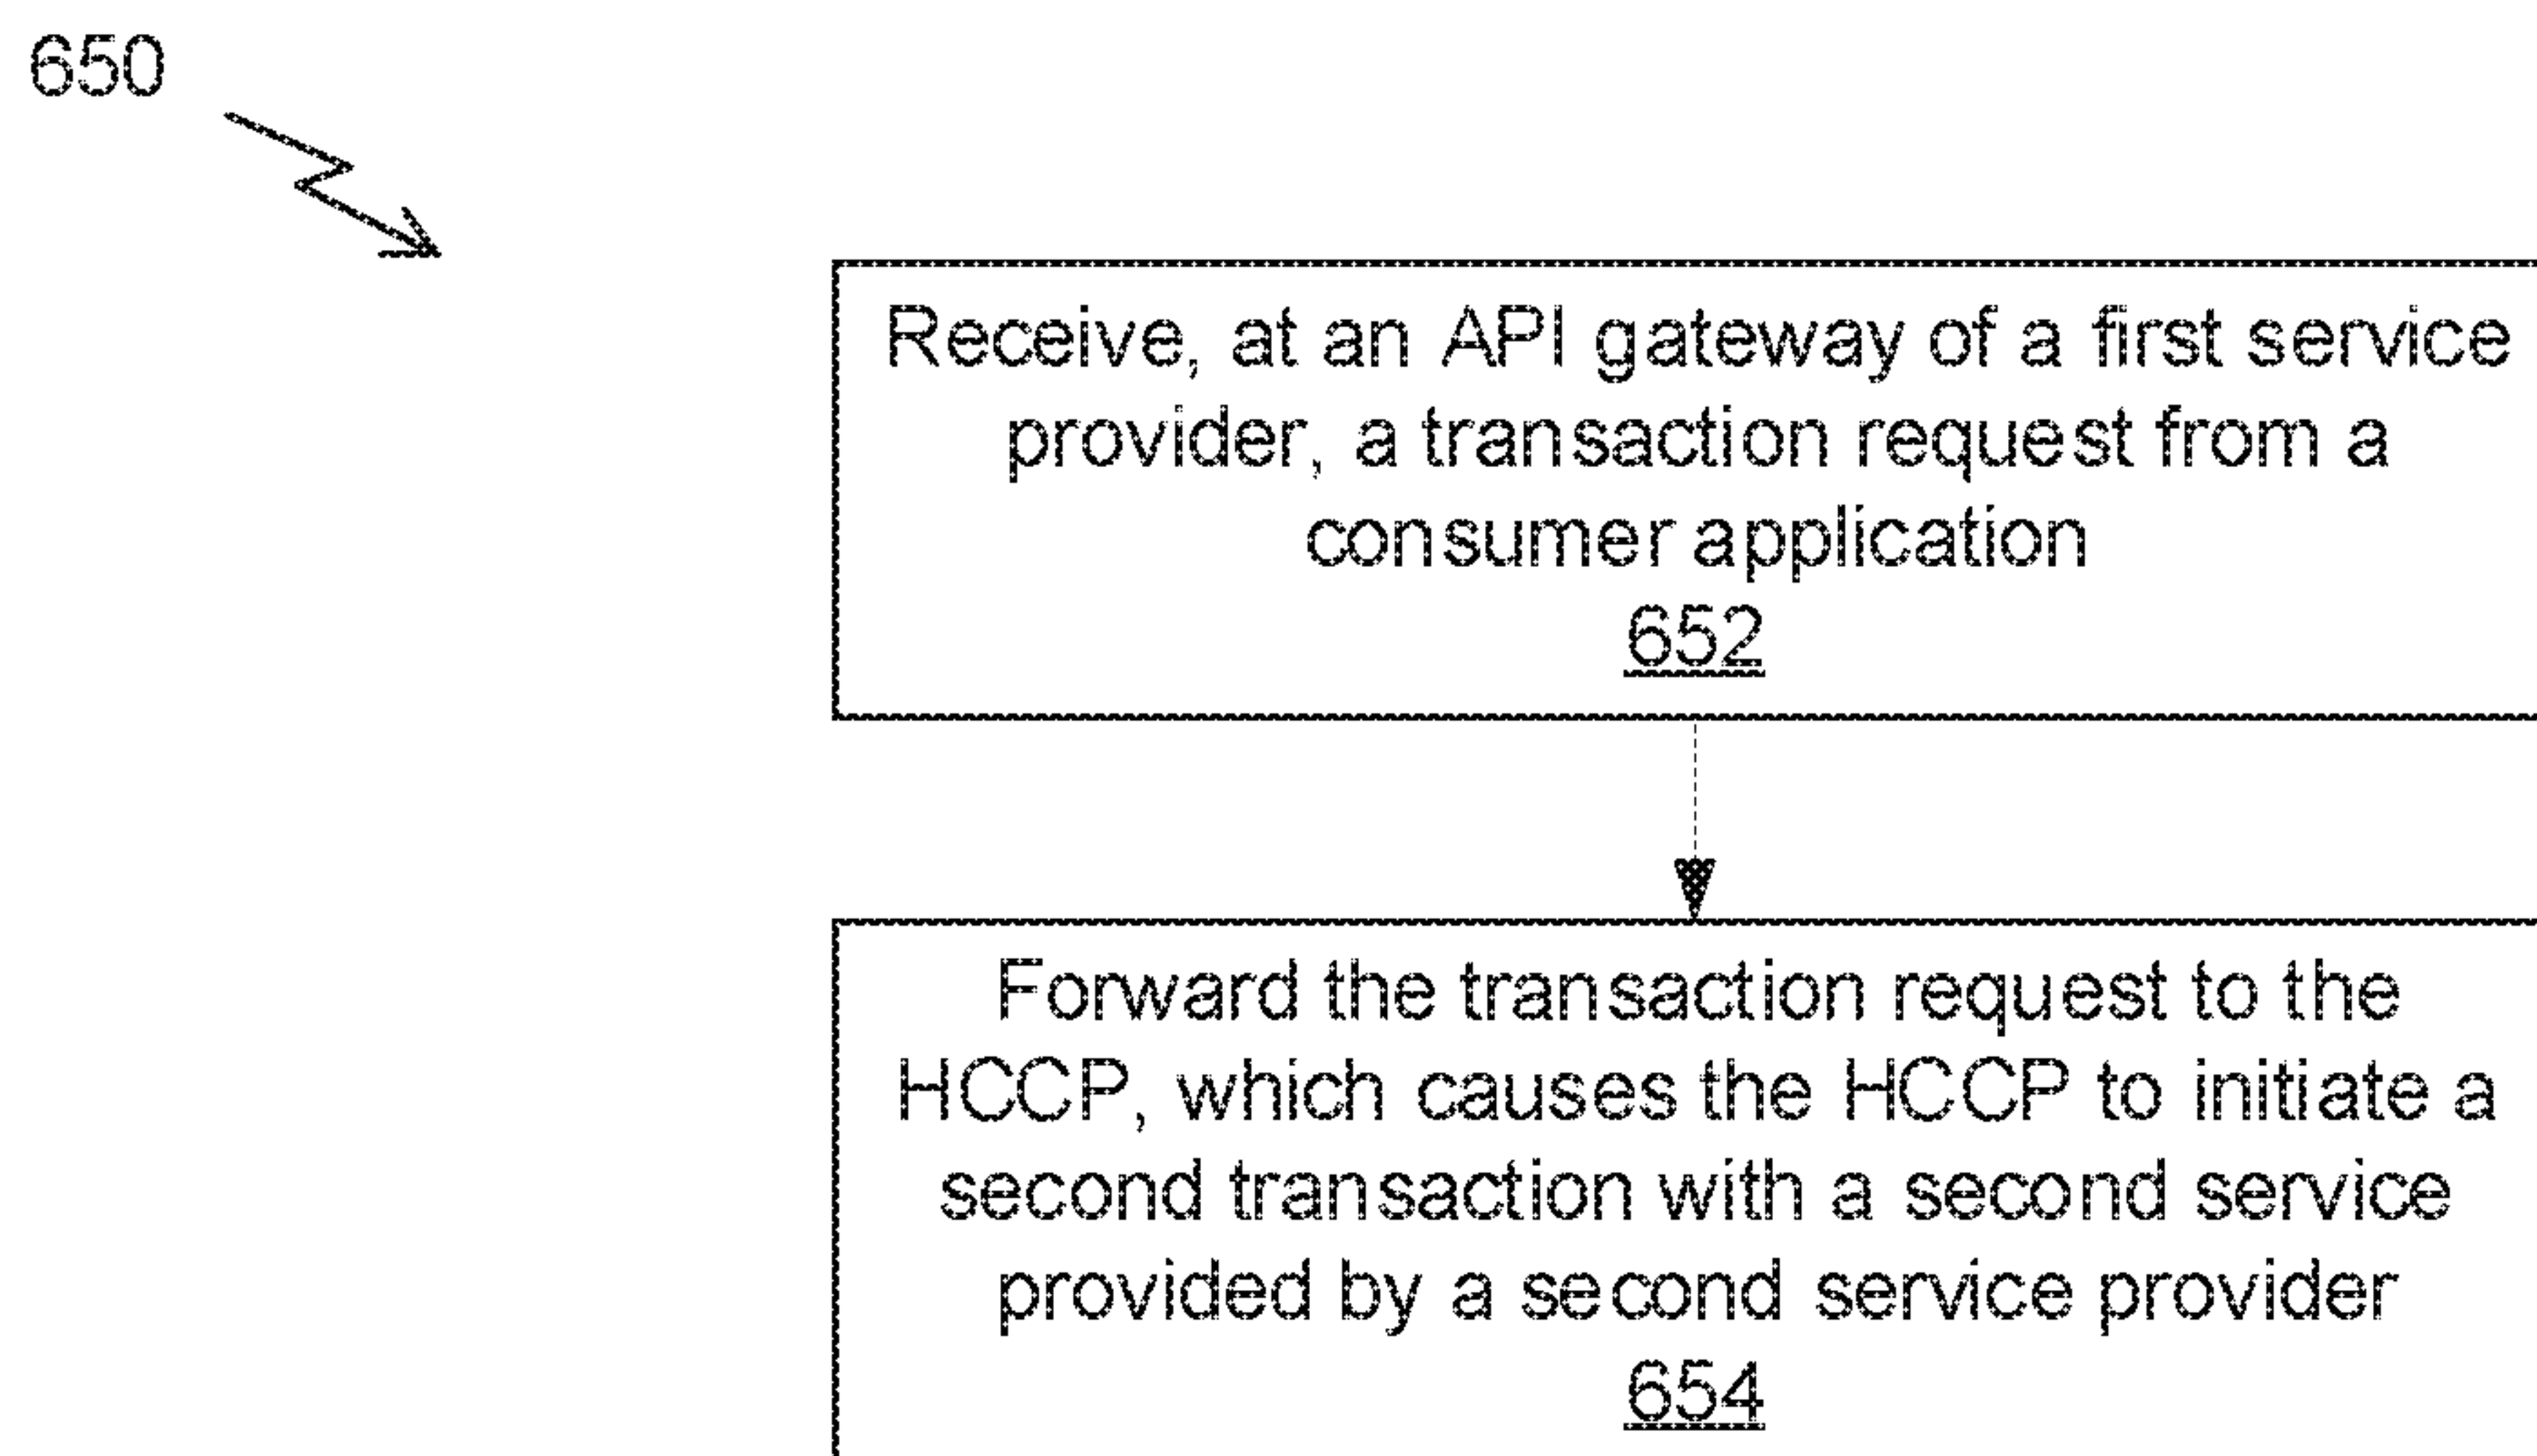 650
Receive, at an API gateway of a first service
provider, a transaction request from a
consumer application
652
Forward the transaction request to the
HCCP, which causes the HCCP to initiate a
second transaction with a second service
provided by a second service provider
654